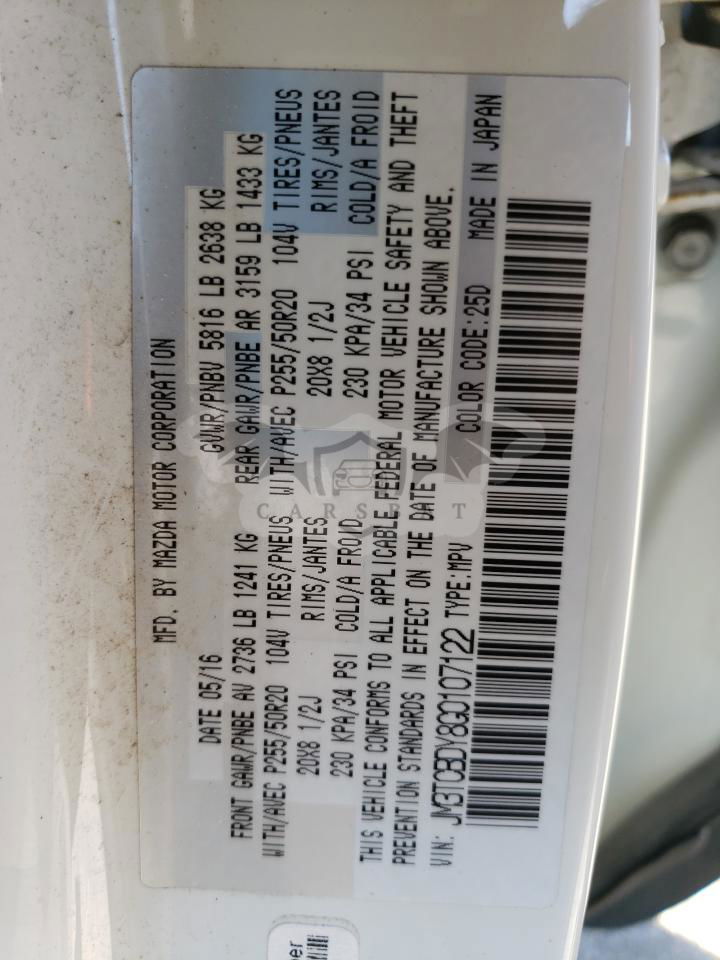 MFD. BY MAZDA MOTOR CORPORATION
DATE 05/16 GVWR/PNBV 5816 LB 2638 KG
FRONT GAWR/PNBE AV 2736 LB 1241 KG REAR GAWR/PNBE AR 3159 LB 1433 KG
WITH/AVEC P255/50R20 104V TIRES/PNEUS WITH/AVEC P255/50R20 104V TIRES/PNEUS
20X8 1/2J RIMS/JANTES 20X8 1/2J RIMS/JANTES
230 KPA/34 PSI COLD/A FROID 230 KPA/34 PSI COLD/A FROID
THIS VEHICLE CONFORMS TO ALL APPLICABLE FEDERAL MOTOR VEHICLE SAFETY AND THEFT
PREVENTION STANDARDS IN EFFECT ON THE DATE OF MANUFACTURE SHOWN ABOVE.
VIN: JM3TCBDY8G0107122 TYPE:MPV COLOR CODE:25D MADE IN JAPAN